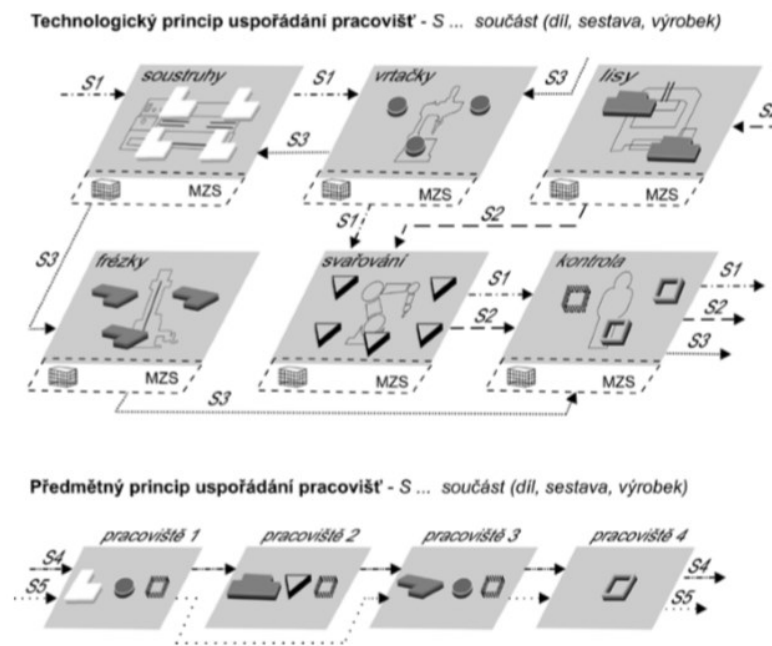 Technologický princip uspořádání pracovišť - S ... součást (díl, sestava, výrobek)
soustruhy
vrtačky
lisy
S1
S1
S3
S3
MZS
MZS
MZS
S1
S2
S3
frézky
svařování
kontrola
S1
S1
S2
S2
S3
MZS
MZS
MZS
S3
Předmětný princip uspořádání pracovišť - S ... součást (díl, sestava, výrobek)
pracoviště 1
pracoviště 2
pracoviště 3
pracoviště 4
S4
S4
S5
S5